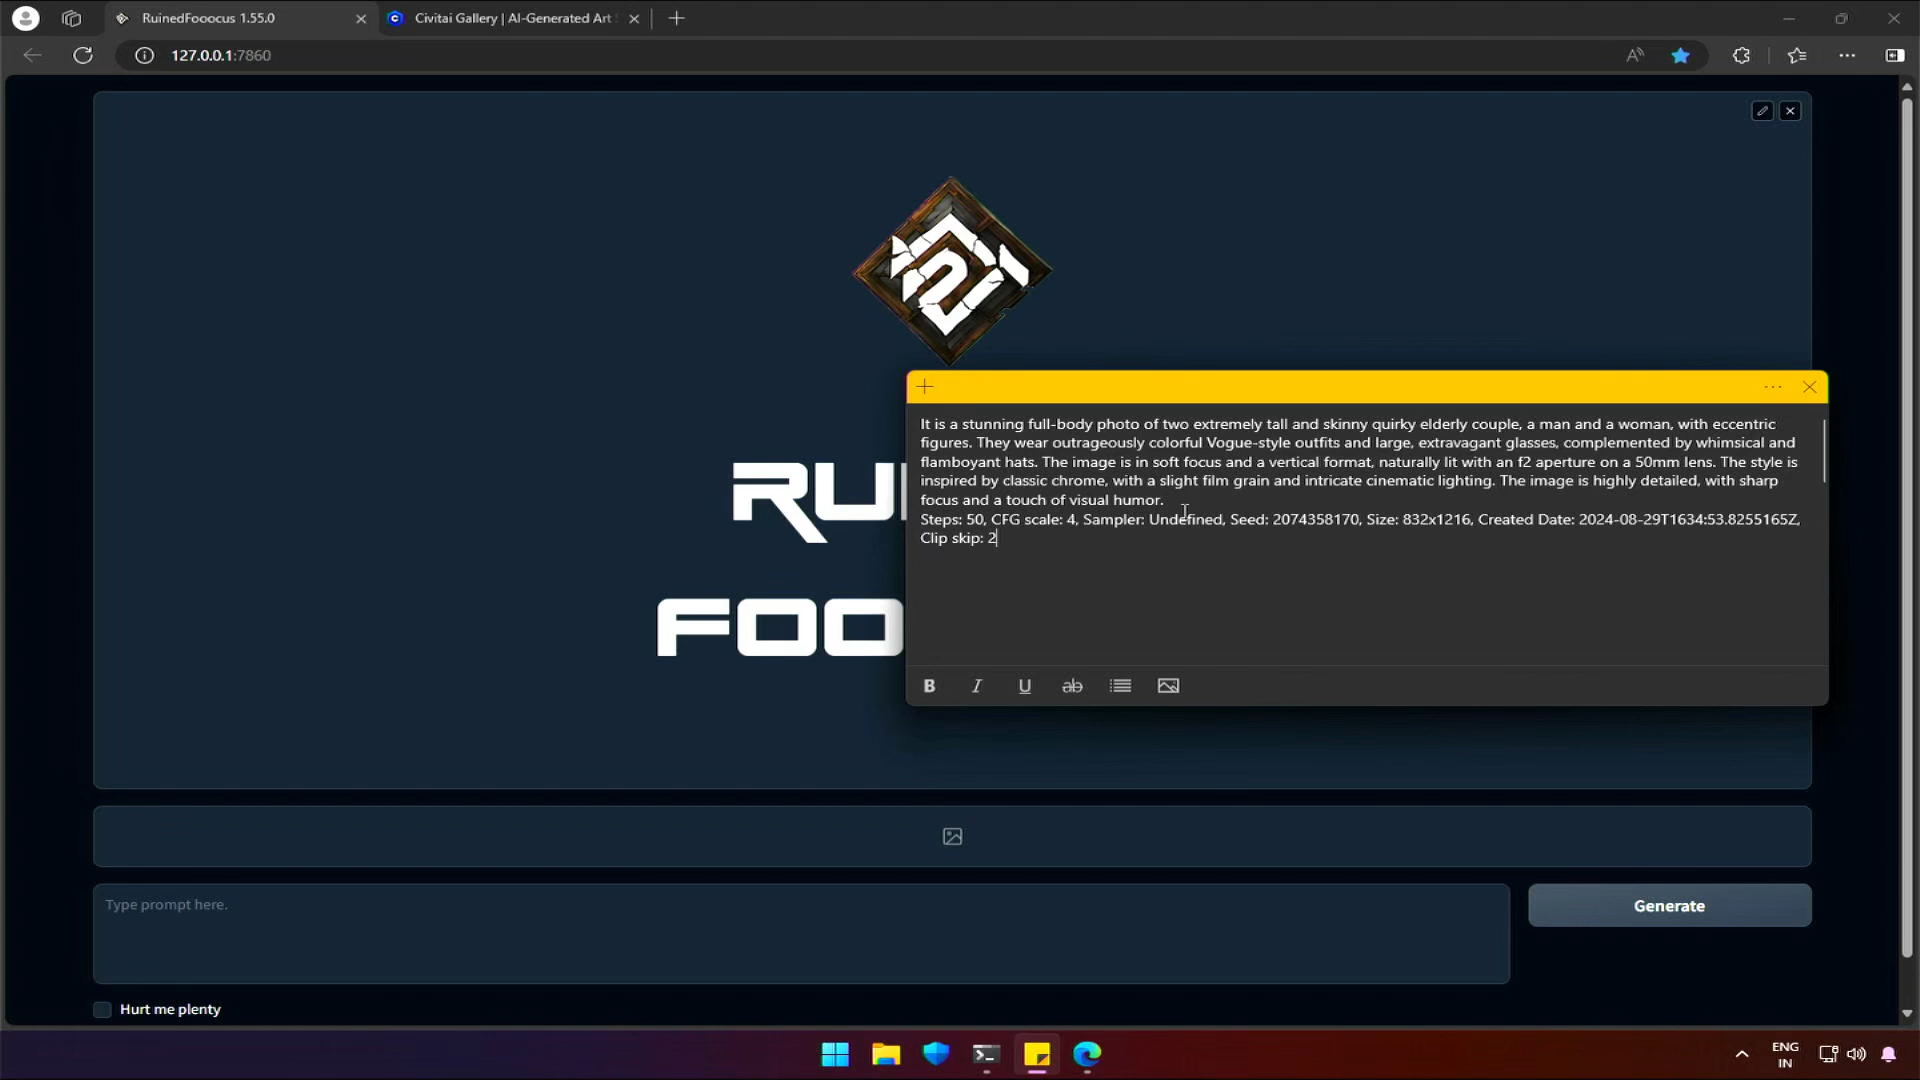 RuinedFooocus 1.55.0
Civitai Gallery | AI-Generated Art
127.0.0.1:7860
RU
FOO
It is a stunning full-body photo of two extremely tall and skinny quirky elderly couple, a man and a woman, with eccentric
figures. They wear outrageously colorful Vogue-style outfits and large, extravagant glasses, complemented by whimsical and
flamboyant hats. The image is in soft focus and a vertical format, naturally lit with an f2 aperture on a 50mm lens. The style is
inspired by classic chrome, with a slight film grain and intricate cinematic lighting. The image is highly detailed, with sharp
focus and a touch of visual humor.
Steps: 50, CFG scale: 4, Sampler: Undefined, Seed: 2074358170, Size: 832x1216, Created Date: 2024-08-29T1634:53.8255165Z,
Clip skip: 2
B I U ab
Type prompt here.
Generate
Hurt me plenty
ENG
IN